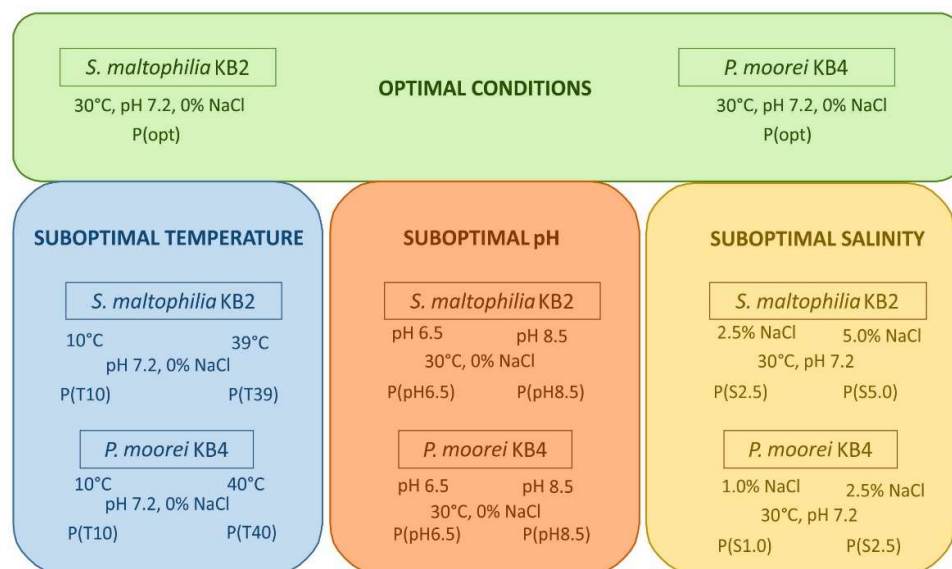 S. maltophilia KB2
30°C, pH 7.2, 0% NaCl
P(opt)
OPTIMAL CONDITIONS
P. moorei KB4
30°C, pH 7.2, 0% NaCl
P(opt)
SUBOPTIMAL TEMPERATURE
S. maltophilia KB2
10°C 39°C
pH 7.2, 0% NaCl
P(T10) P(T39)
P. moorei KB4
10°C 40°C
pH 7.2, 0% NaCl
P(T10) P(T40)
SUBOPTIMAL pH
S. maltophilia KB2
pH 6.5 pH 8.5
30°C, 0% NaCl
P(pH6.5) P(pH8.5)
P. moorei KB4
pH 6.5 pH 8.5
30°C, 0% NaCl
P(pH6.5) P(pH8.5)
SUBOPTIMAL SALINITY
S. maltophilia KB2
2.5% NaCl 5.0% NaCl
30°C, pH 7.2
P(S2.5) P(S5.0)
P. moorei KB4
1.0% NaCl 2.5% NaCl
30°C, pH 7.2
P(S1.0) P(S2.5)